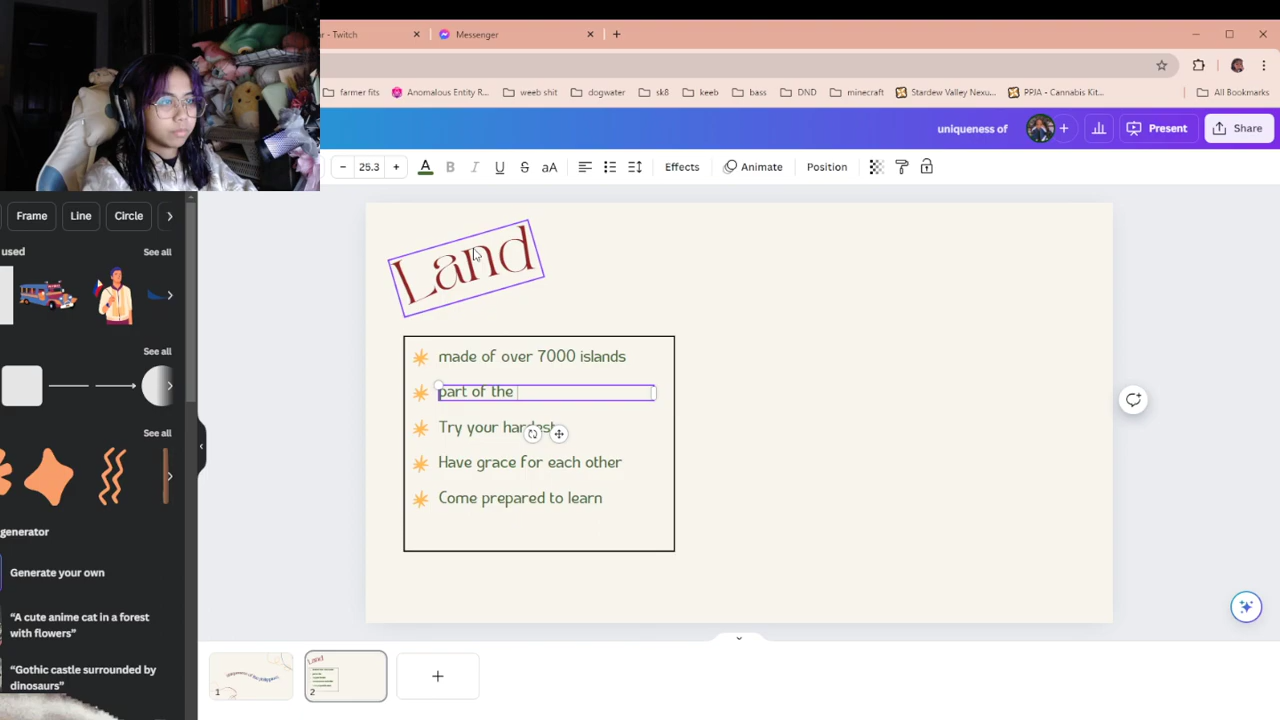 r - Twitch
Messenger
farmer fits
Anomalous Entity R...
weeb shit
dogwater
sk8
keeb
bass
DND
minecraft
Stardew Valley Nexu...
PPJA - Cannabis Kit...
All Bookmarks
uniqueness of
Present
Share
25.3
A
B
I
U
S
aA
Effects
Animate
Position
Frame
Line
Circle
used
See all
See all
See all
generator
Generate your own
“A cute anime cat in a forest
with flowers”
“Gothic castle surrounded by
dinosaurs”
Land
made of over 7000 islands
part of the
Try your hardest
Have grace for each other
Come prepared to learn
1
Land
2